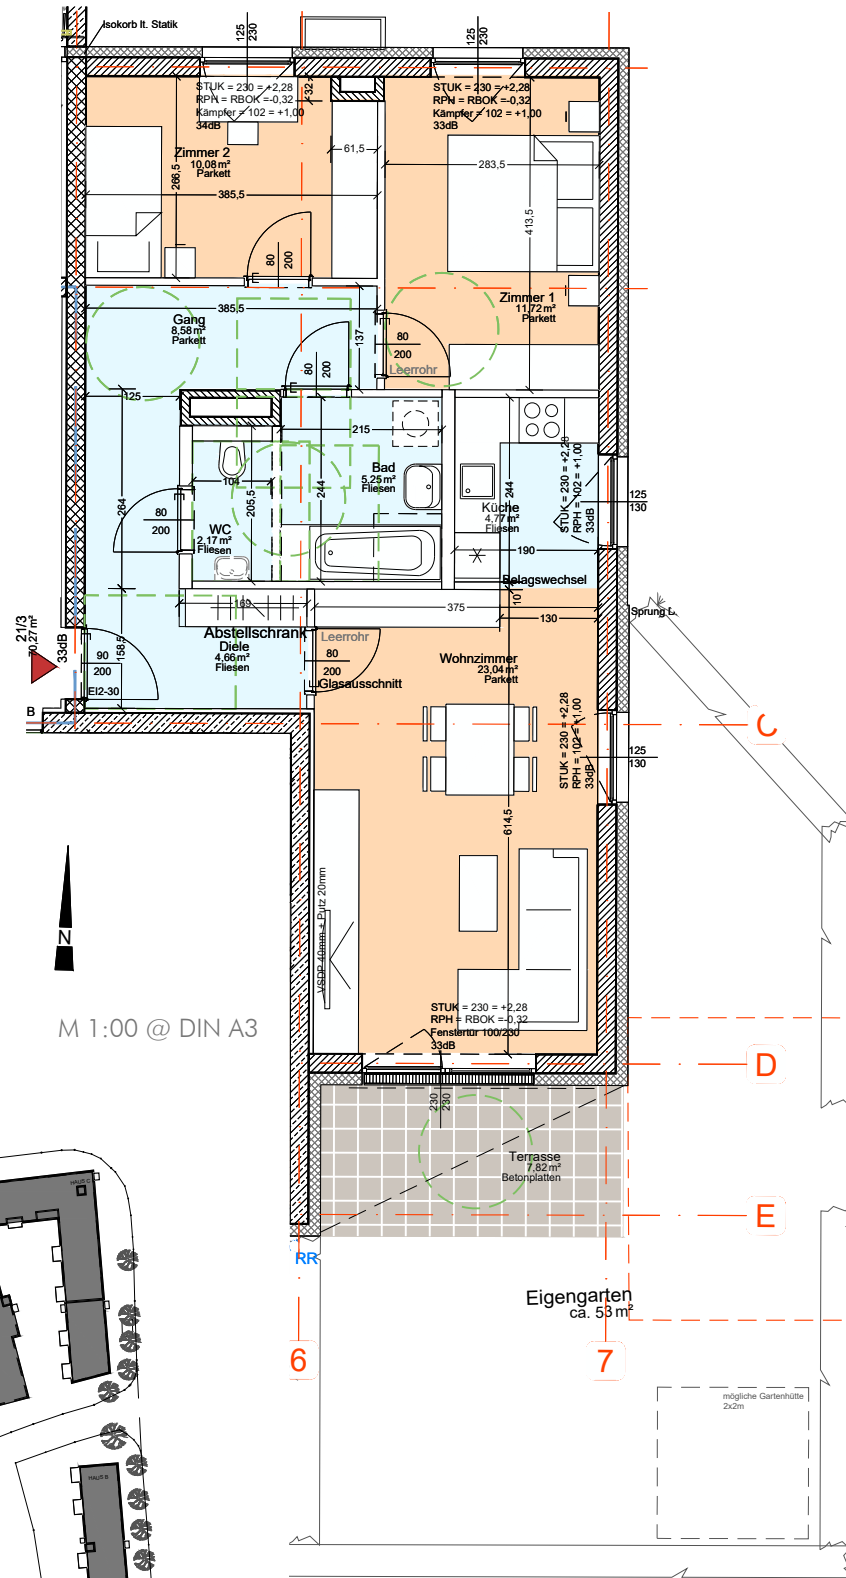 Isokorb lt. Statik
125
230
125
230
STUK = 230 = +2,28
RPH = RBOK =-0,32
Kämpfer = 102 = +1,00
34dB
32
STUK = 230 = +2,28
RPH = RBOK =-0,32
Kämpfer = 102 = +1,00
33dB
Zimmer 2
10,08 m²
Parkett
61,5
283,5
266,5
385,5
413,5
80
200
Zimmer 1
11,72 m²
Parkett
385,5
Gang
8,58 m²
Parkett
137
80
200
Leerrohr
80
200
125
215
Bad
5,25 m²
Fliesen
104
205,5
244
244
264
Küche
4,77 m²
Fliesen
STUK = 230 = +2,28
RPH = 102 = +1,00
33dB
125
130
80
200
WC
2,17 m²
Fliesen
190
Belagswechsel
169
375
10
130
Sprung L.
21/3
70,27 m²
33dB
158,5
Abstellschrank
Diele
4,66 m²
Fliesen
Leerrohr
80
200
Glasausschnitt
Wohnzimmer
23,04 m²
Parkett
90
200
EI2-30
B
STUK = 230 = +2,28
RPH = 102 = +1,00
33dB
C
125
130
614,5
VSDP 40mm + Putz 20mm
N
M 1:00 @ DIN A3
STUK = 230 = +2,28
RPH = RBOK =-0,32
Fenstertür 100/230
33dB
D
230
230
Terrasse
7,82 m²
Betonplatten
HAUS C
E
RR
Eigengarten
ca. 53 m²
6
7
mögliche Gartenhütte
2x2m
HAUS B